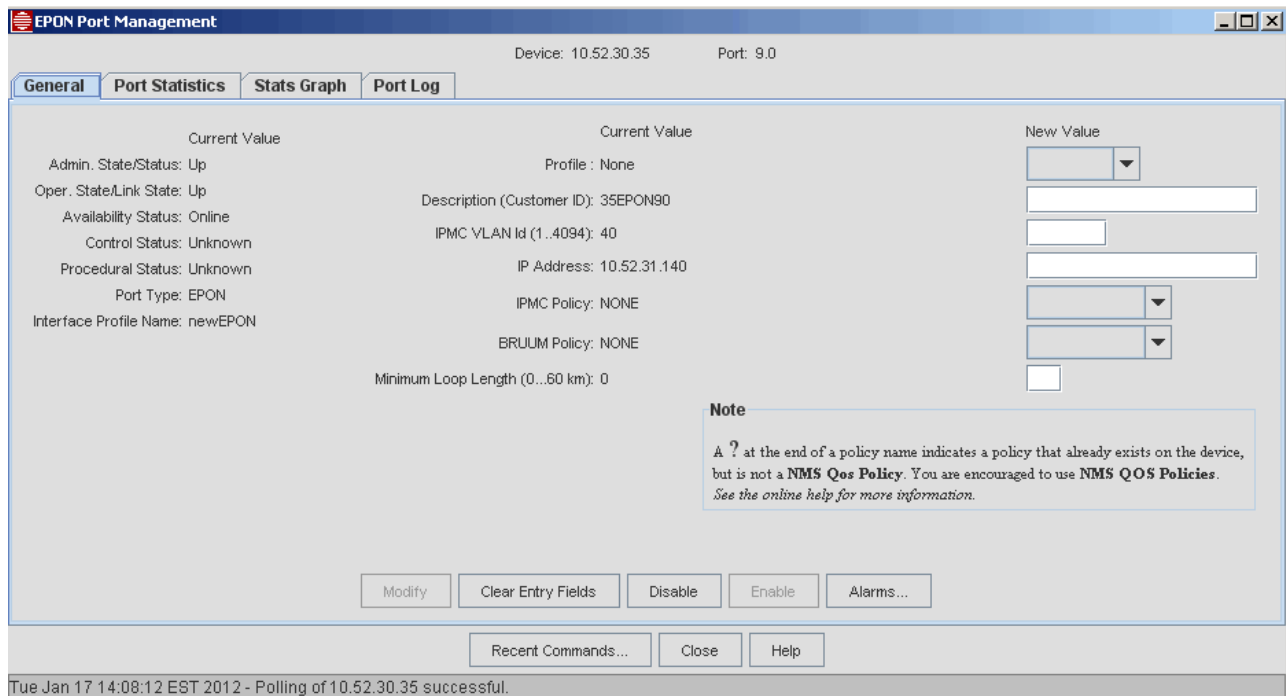 EPON Port Management
Device: 10.52.30.35 Port: 9.0
General Port Statistics Stats Graph Port Log
Current Value Current Value New Value
Admin. State/Status: Up
Oper. State/Link State: Up
Availability Status: Online
Control Status: Unknown
Procedural Status: Unknown
Port Type: EPON
Interface Profile Name: newEPON
Profile : None
Description (Customer ID): 35EPON90
IPMC VLAN Id (1..4094): 40
IP Address: 10.52.31.140
IPMC Policy: NONE
BRUUM Policy: NONE
Minimum Loop Length (0...60 km): 0
Note
A ? at the end of a policy name indicates a policy that already exists on the device,
but is not a NMS Qos Policy. You are encouraged to use NMS QOS Policies.
See the online help for more information.
Modify Clear Entry Fields Disable Enable Alarms...
Recent Commands... Close Help
Tue Jan 17 14:08:12 EST 2012 - Polling of 10.52.30.35 successful.